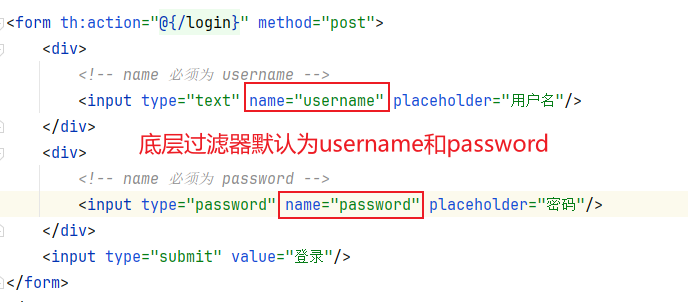 <form th:action="@{/login}" method="post">
<div>
<!-- name 必须为 username -->
<input type="text" name="username" placeholder="用户名"/>
</div>
底层过滤器默认为username和password
<div>
<!-- name 必须为 password -->
<input type="password" name="password" placeholder="密码"/>
</div>
<input type="submit" value="登录"/>
</form>